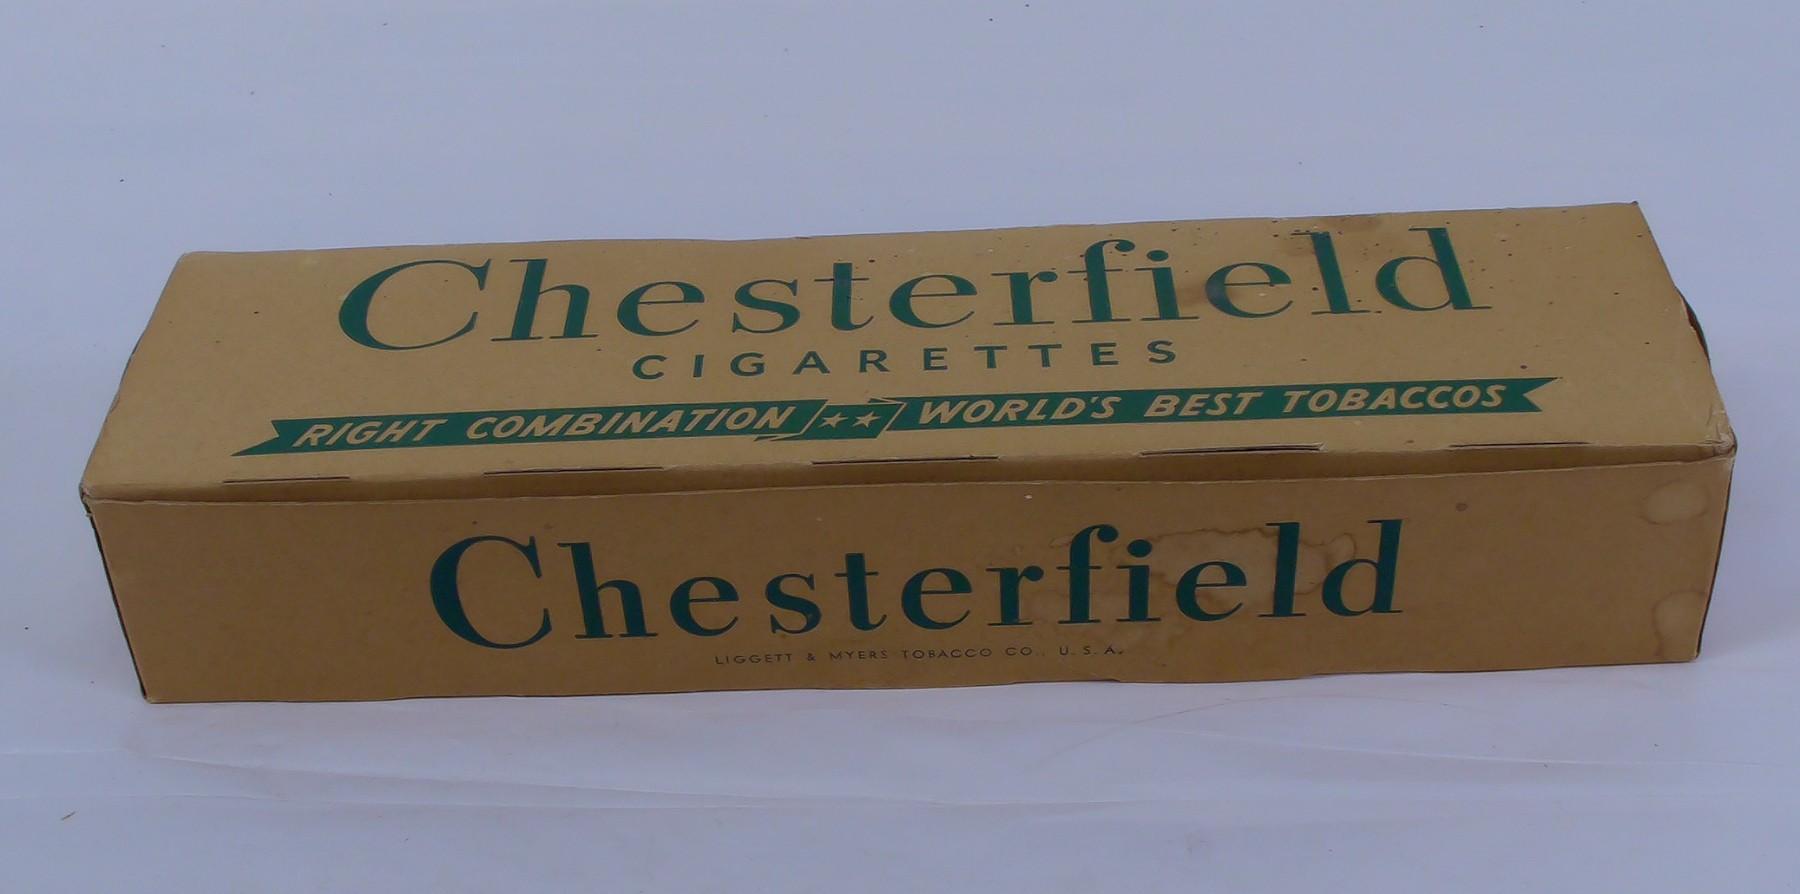 Chesterfield
CIGARETTES
RIGHT COMBINATION ★★ WORLD'S BEST TOBACCOS
Chesterfield
LIGGETT & MYERS TOBACCO CO., U.S.A.